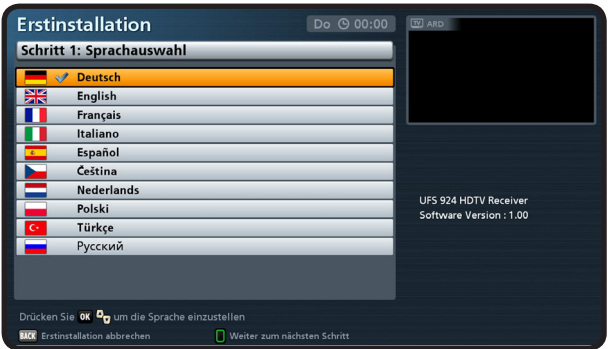 Erstinstallation
Do 00:00
TV ARD
Schritt 1: Sprachauswahl
Deutsch
English
Français
Italiano
Español
Čeština
Nederlands
Polski
Türkçe
Русский
UFS 924 HDTV Receiver
Software Version : 1.00
Drücken Sie OK um die Sprache einzustellen
BACK Erstinstallation abbrechen
Weiter zum nächsten Schritt